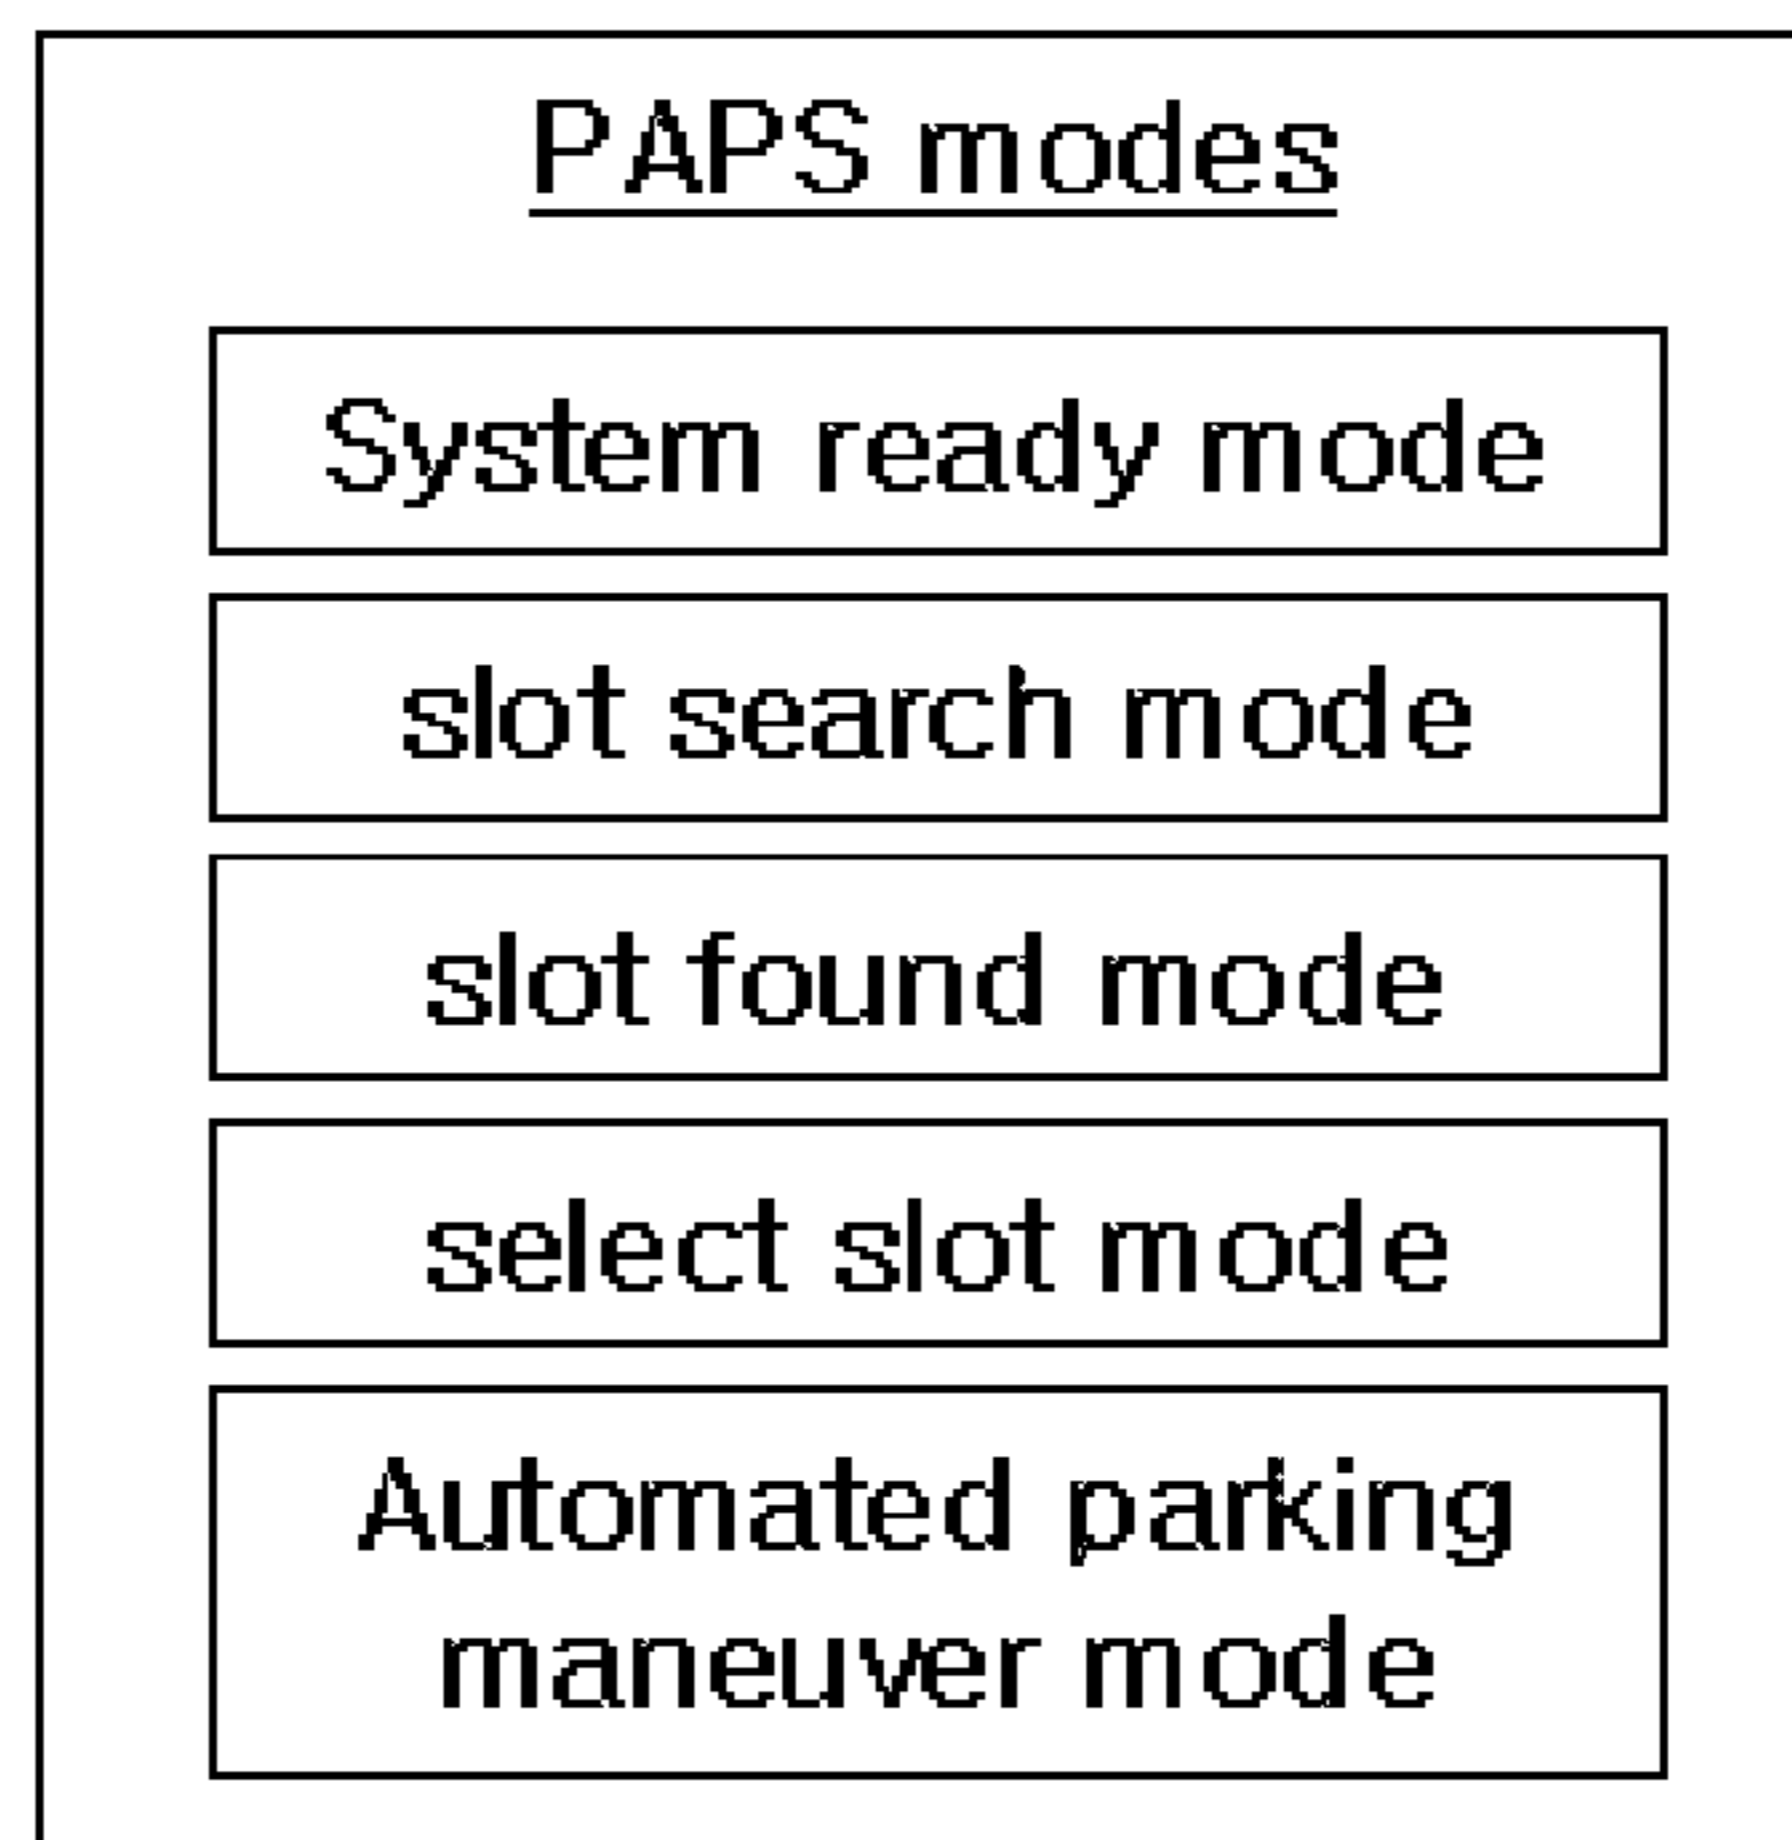 PAPS modes
System ready mode
slot search mode
slot found mode
select slot mode
Automated parking
maneuver mode